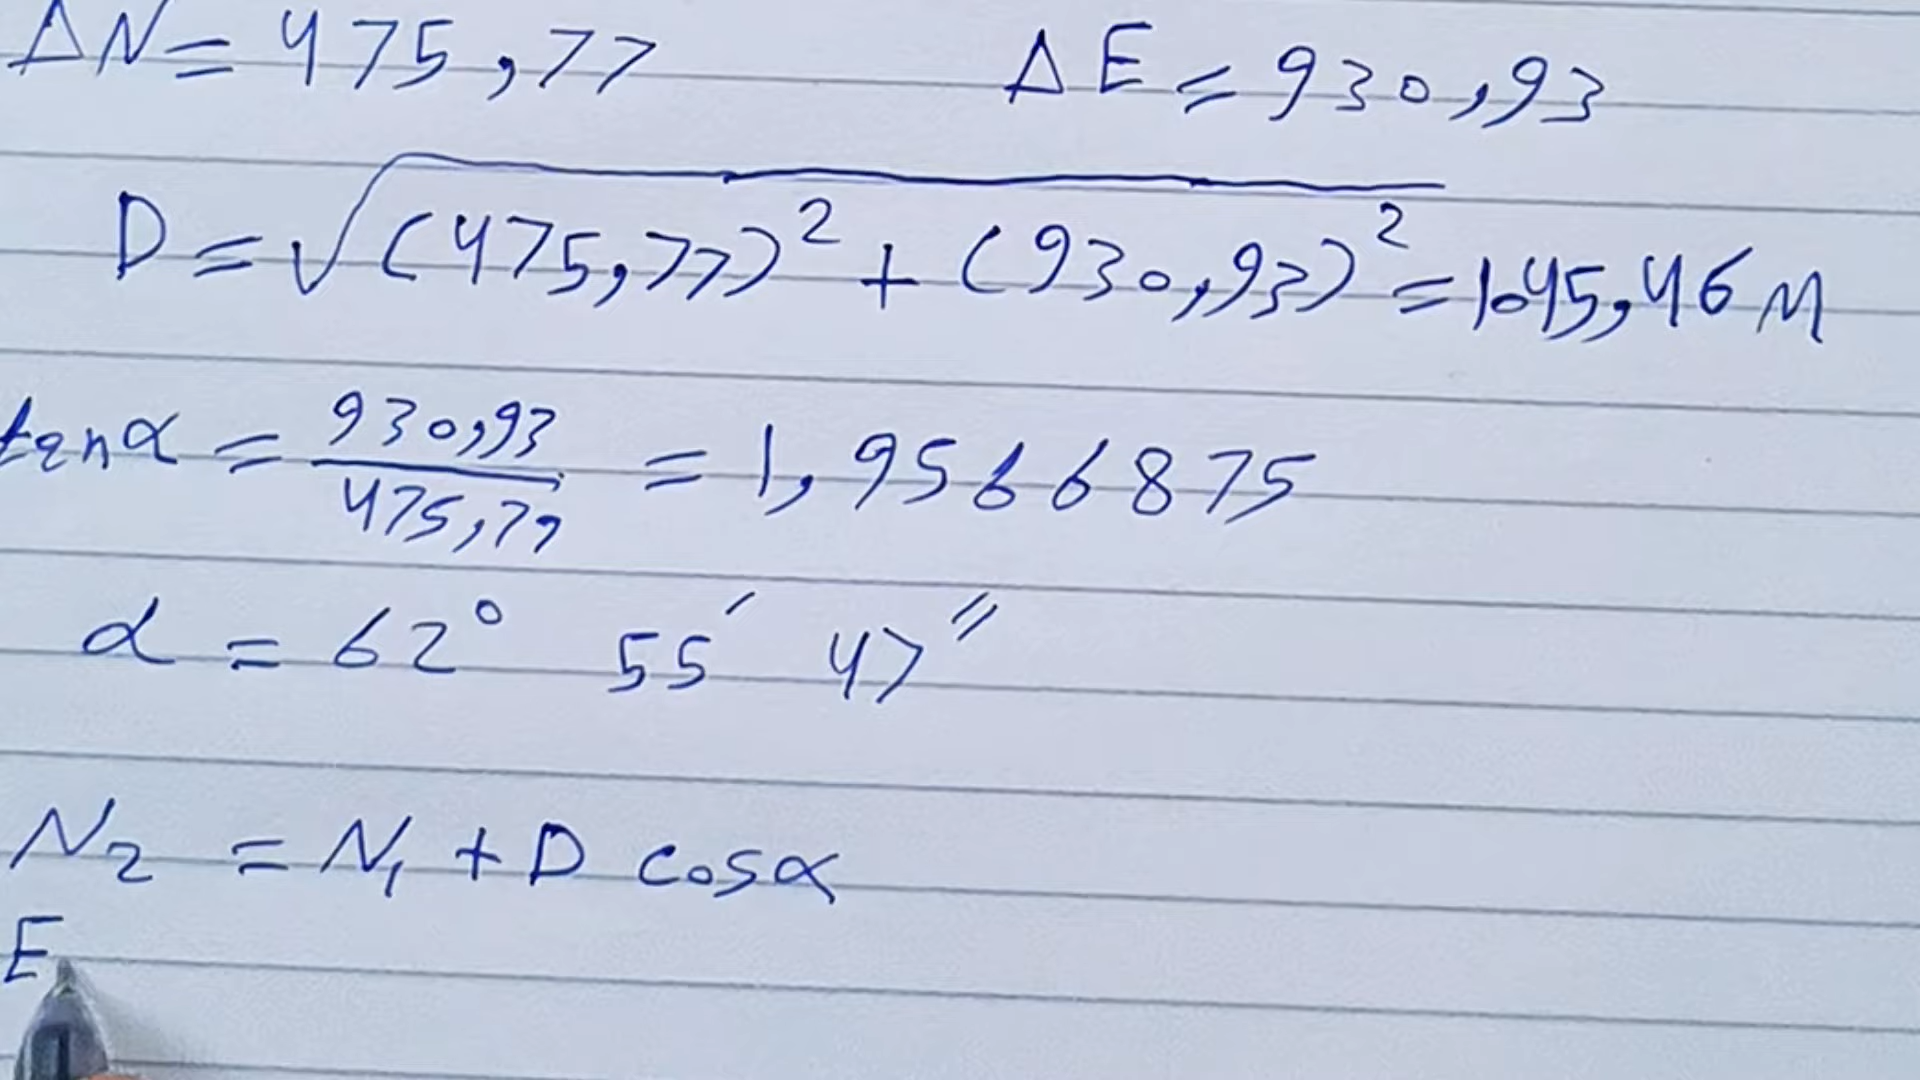 ΔN = 475,77 ΔE = 930,93
D = √(475,77)² + (930,93)² = 1045,46 M
tan α = 930,93 / 475,77 = 1,9566875
α = 62° 55′ 47″
N₂ = N₁ + D cos α
E